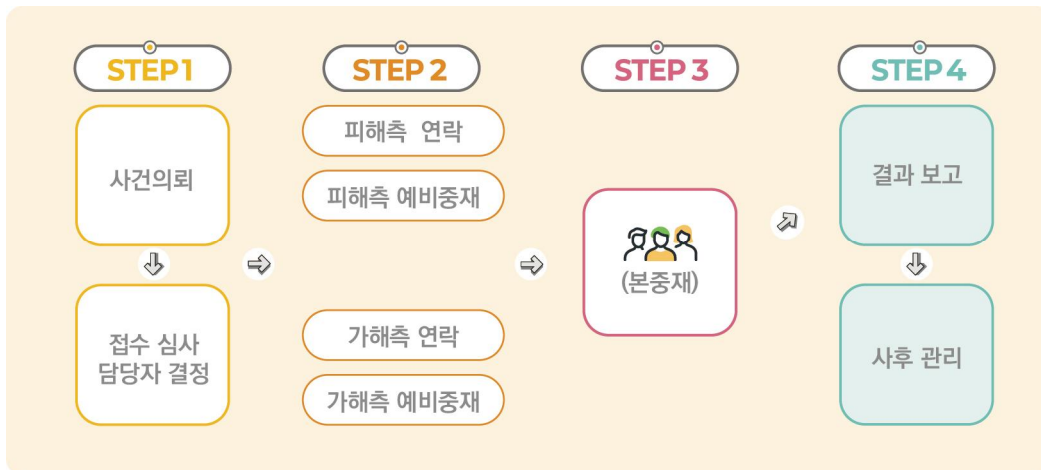 STEP 1
사건의뢰
접수 심사
담당자 결정
STEP 2
피해측 연락
피해측 예비중재
가해측 연락
가해측 예비중재
STEP 3
(본중재)
STEP 4
결과 보고
사후 관리